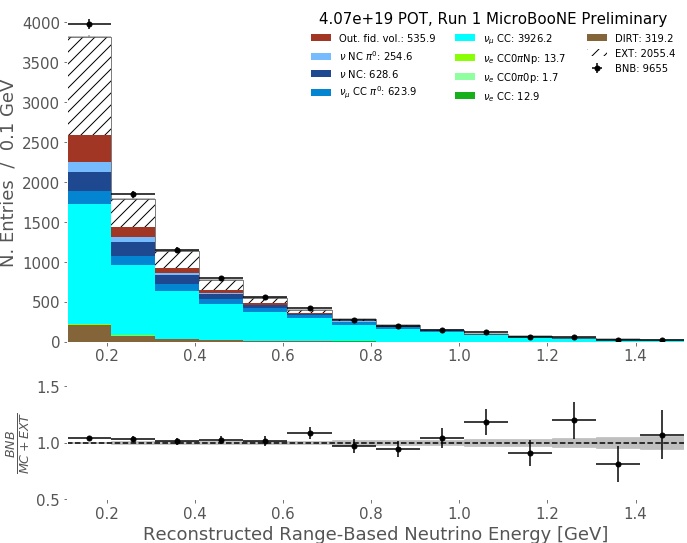 4.07e+19 POT, Run 1 MicroBooNE Preliminary
Out. fid. vol.: 535.9
ν NC π⁰: 254.6
ν NC: 628.6
ν_μ CC π⁰: 623.9
ν_μ CC: 3926.2
ν_e CC0πNp: 13.7
ν_e CC0π0p: 1.7
ν_e CC: 12.9
DIRT: 319.2
EXT: 2055.4
BNB: 9655
N. Entries / 0.1 GeV
4000
3500
3000
2500
2000
1500
1000
500
0
0.2 0.4 0.6 0.8 1.0 1.2 1.4
BNB
MC + EXT
1.5
1.0
0.5
0.2 0.4 0.6 0.8 1.0 1.2 1.4
Reconstructed Range-Based Neutrino Energy [GeV]